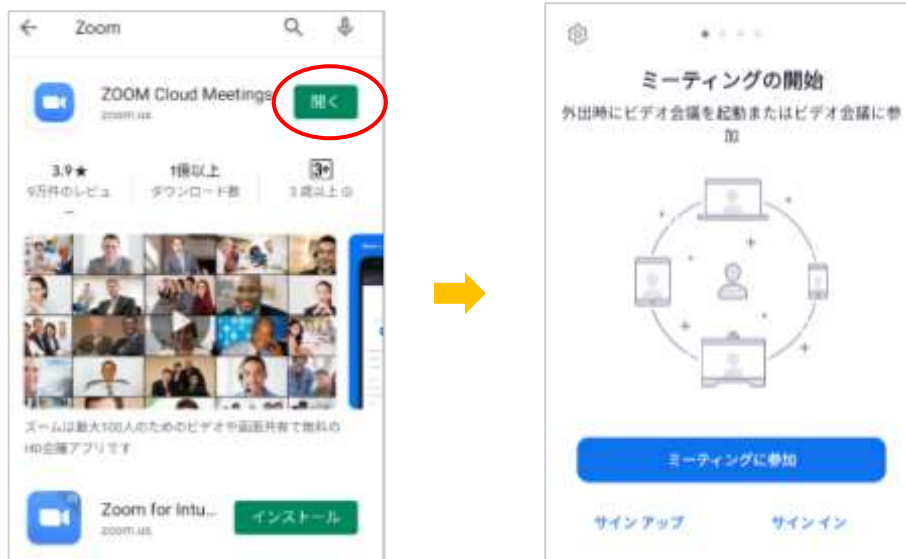 Zoom
ZOOM Cloud Meetings
zoom.us
開く
3.9★
9万件のレビュ
ー
1億以上
ダウンロード数
3+
3 歳以上
ズームは最大100人のためのビデオや画面共有で無料の
HD会議アプリです
Zoom for Intu...
zoom.us
インストール
ミーティングの開始
外出時にビデオ会議を起動またはビデオ会議に参
加
ミーティングに参加
サイン アップ
サイン イン